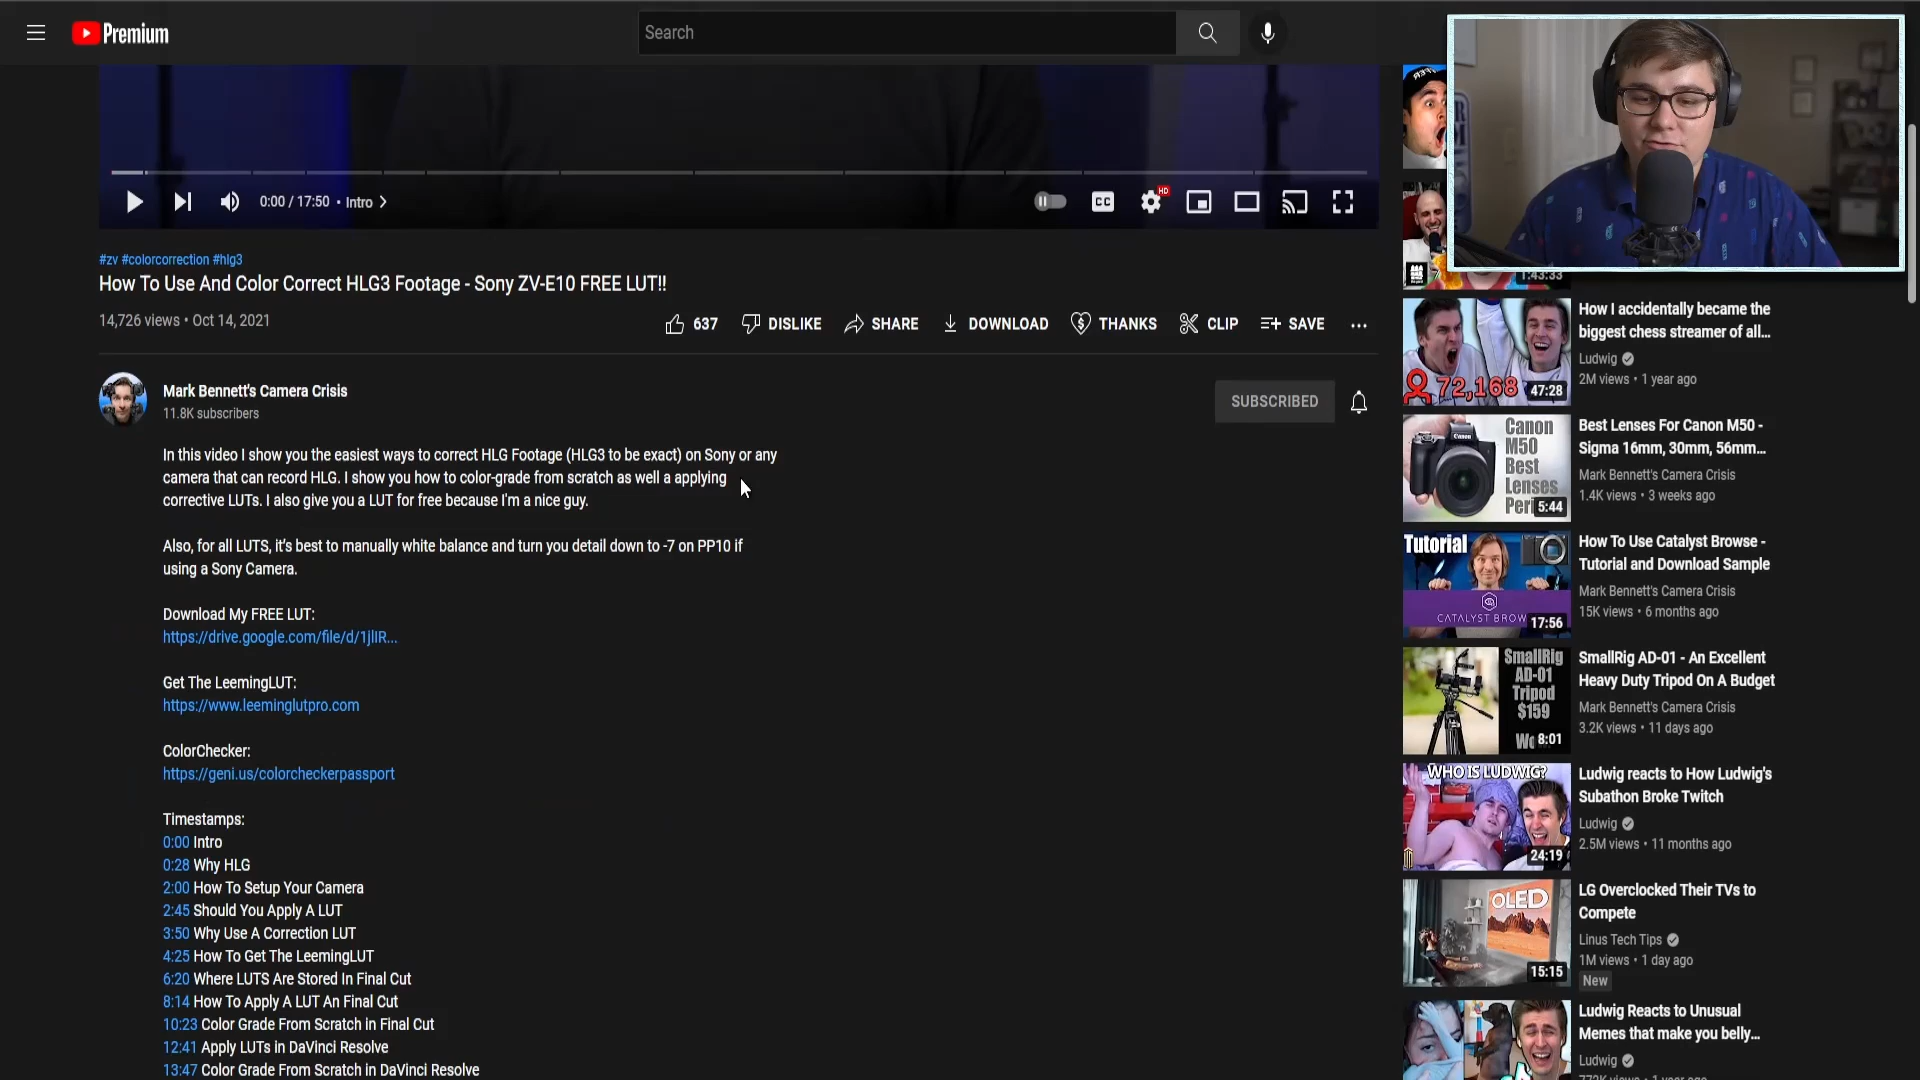 Premium
Search
0:00 / 17:50 • Intro
CC
HD
#zv #colorcorrection #hlg3
How To Use And Color Correct HLG3 Footage - Sony ZV-E10 FREE LUT!!
14,726 views • Oct 14, 2021
637
DISLIKE
SHARE
DOWNLOAD
THANKS
CLIP
SAVE
Mark Bennett's Camera Crisis
11.8K subscribers
SUBSCRIBED
In this video I show you the easiest ways to correct HLG Footage (HLG3 to be exact) on Sony or any
camera that can record HLG. I show you how to color-grade from scratch as well a applying
corrective LUTs. I also give you a LUT for free because I'm a nice guy.
Also, for all LUTS, it's best to manually white balance and turn you detail down to -7 on PP10 if
using a Sony Camera.
Download My FREE LUT:
https://drive.google.com/file/d/1jlIR...
Get The LeemingLUT:
https://www.leeminglutpro.com
ColorChecker:
https://geni.us/colorcheckerpassport
Timestamps:
0:00 Intro
0:28 Why HLG
2:00 How To Setup Your Camera
2:45 Should You Apply A LUT
3:50 Why Use A Correction LUT
4:25 How To Get The LeemingLUT
6:20 Where LUTS Are Stored In Final Cut
8:14 How To Apply A LUT An Final Cut
10:23 Color Grade From Scratch in Final Cut
12:41 Apply LUTs in DaVinci Resolve
13:47 Color Grade From Scratch in DaVinci Resolve
1:43:33
72,168
47:28
How I accidentally became the
biggest chess streamer of all...
Ludwig
2M views • 1 year ago
Canon
M50
Best
Lenses
Peri
5:44
Best Lenses For Canon M50 -
Sigma 16mm, 30mm, 56mm...
Mark Bennett's Camera Crisis
1.4K views • 3 weeks ago
Tutorial
CATALYST BROW
17:56
How To Use Catalyst Browse -
Tutorial and Download Sample
Mark Bennett's Camera Crisis
15K views • 6 months ago
SmallRig
AD-01
Tripod
$159
Wo
8:01
SmallRig AD-01 - An Excellent
Heavy Duty Tripod On A Budget
Mark Bennett's Camera Crisis
3.2K views • 11 days ago
WHO IS LUDWIG?
24:19
Ludwig reacts to How Ludwig's
Subathon Broke Twitch
Ludwig
2.5M views • 11 months ago
OLED
15:15
LG Overclocked Their TVs to
Compete
Linus Tech Tips
1M views • 1 day ago
New
Ludwig Reacts to Unusual
Memes that make you belly...
Ludwig